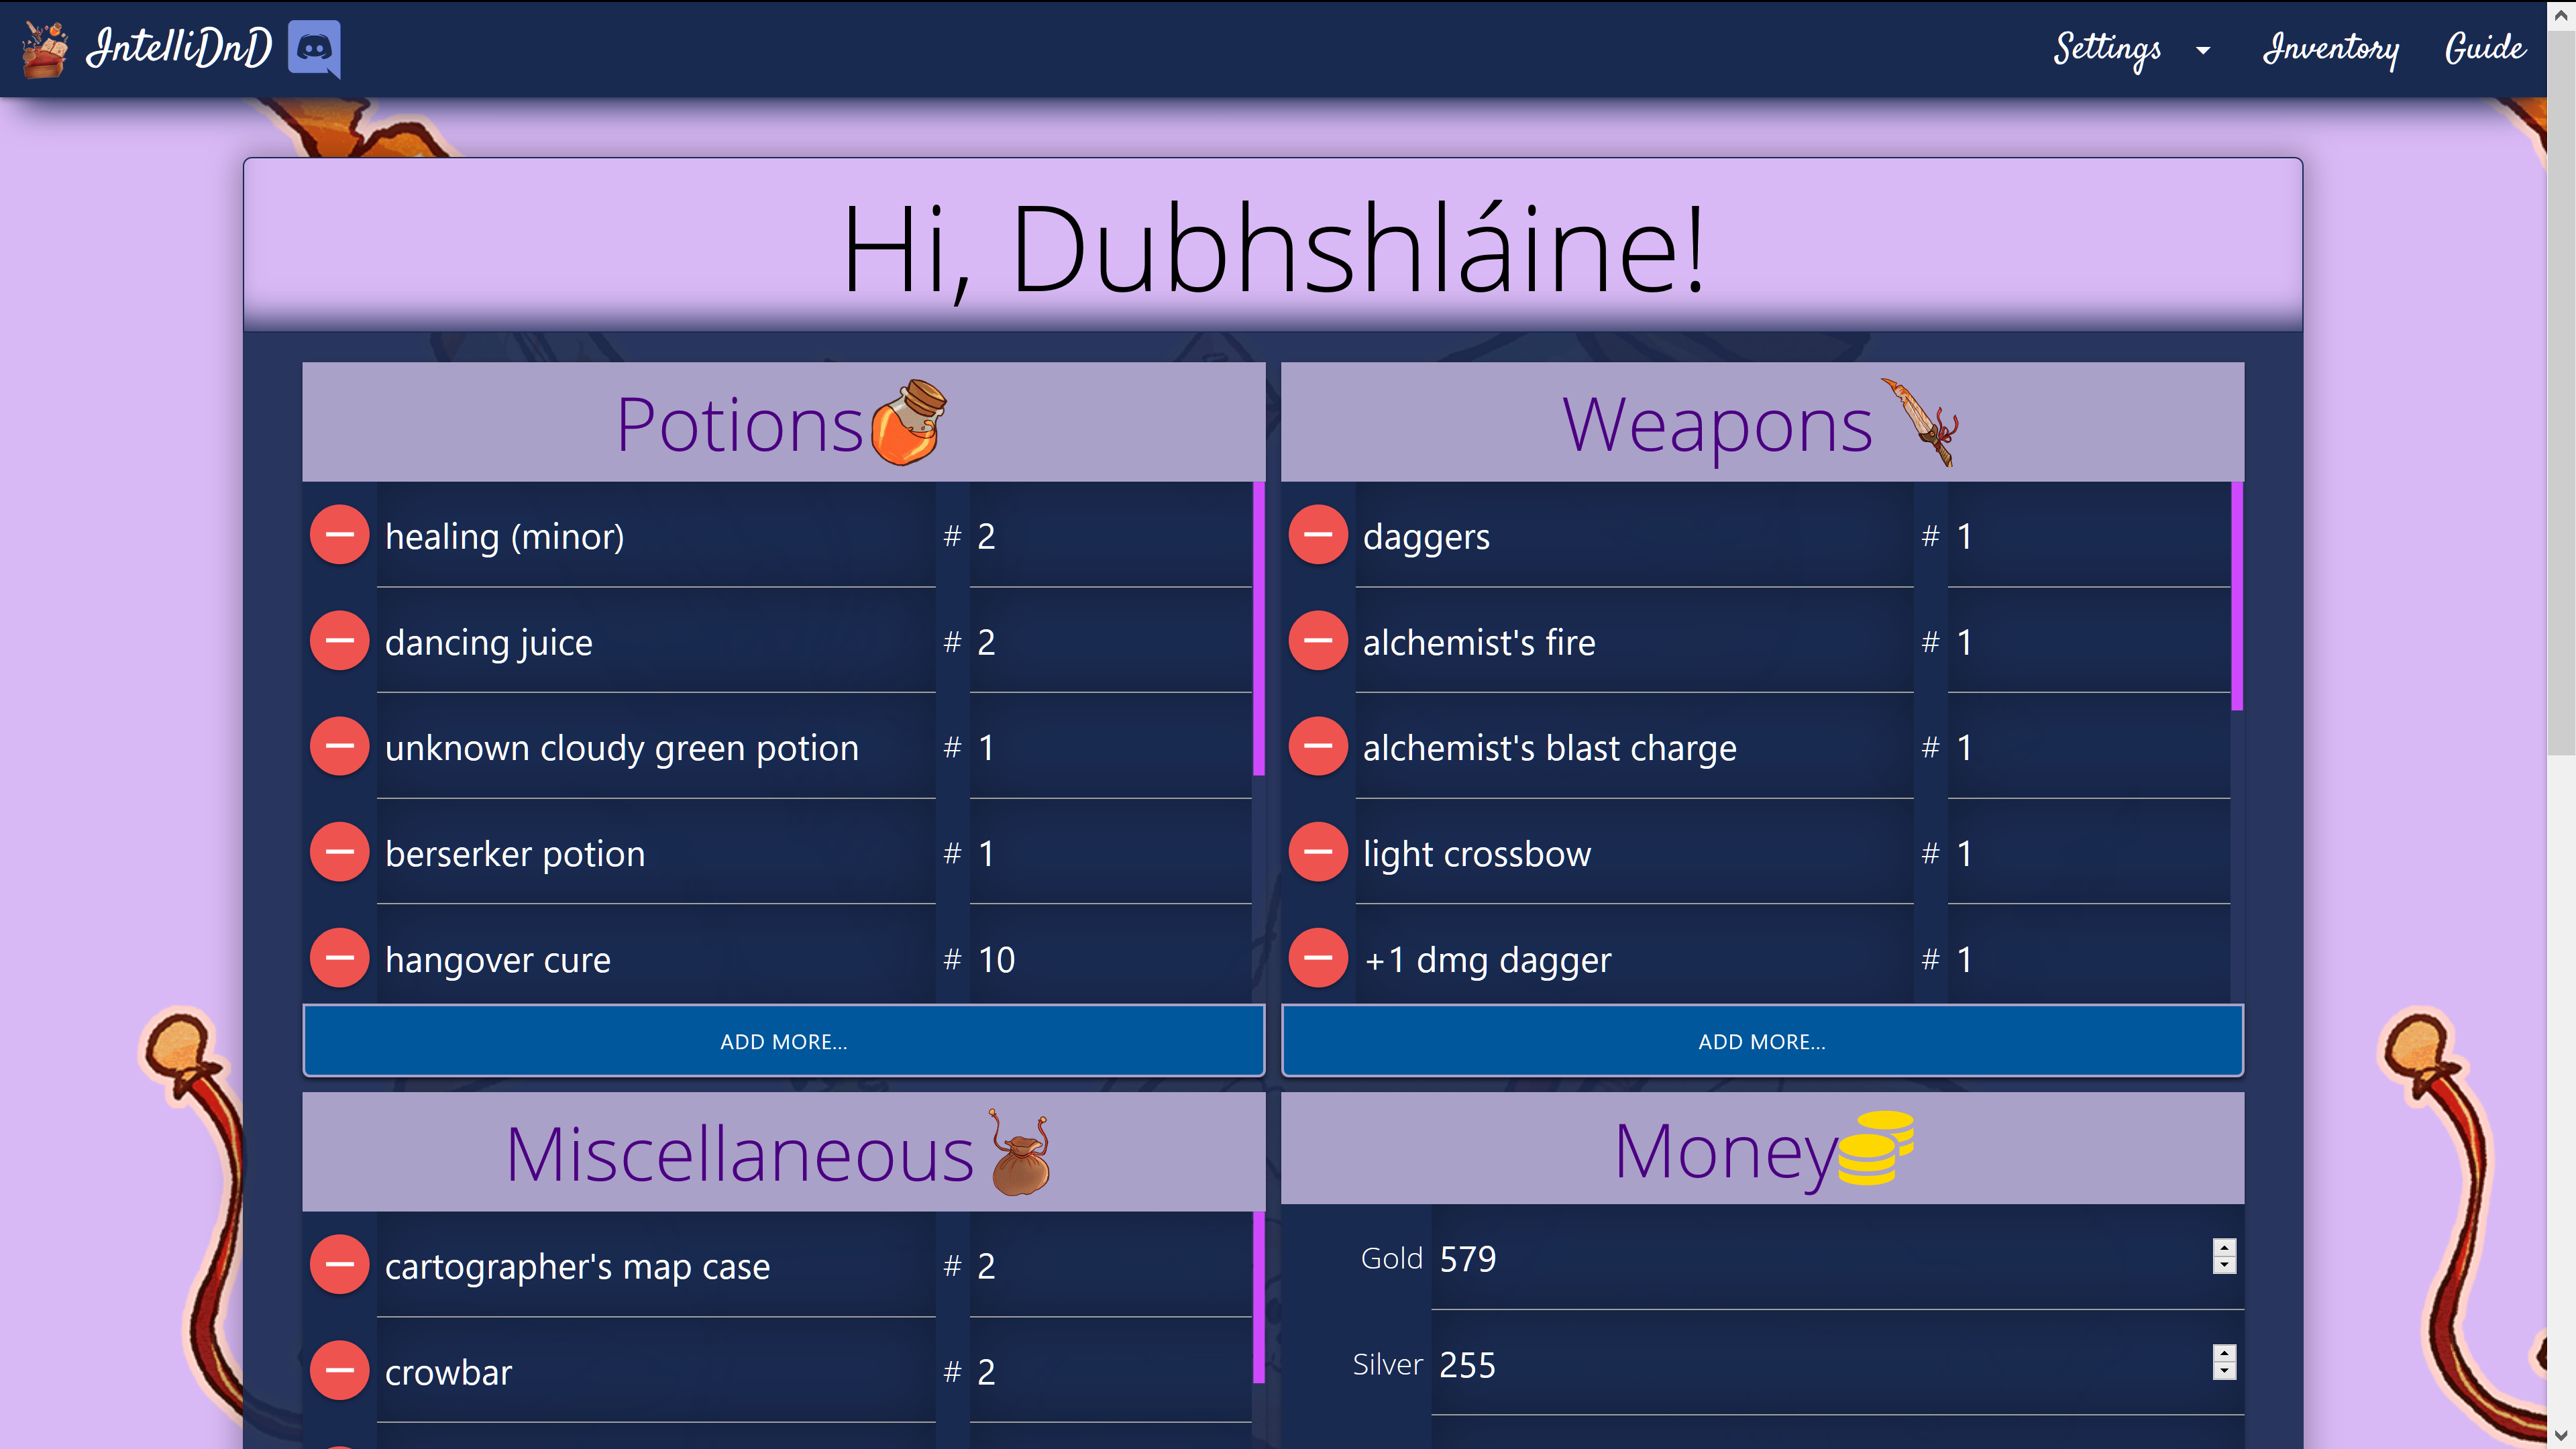 IntelliDnD
Settings Inventory Guide
Hi, Dubhshláine!
Potions
healing (minor) # 2
dancing juice # 2
unknown cloudy green potion # 1
berserker potion # 1
hangover cure # 10
ADD MORE...
Weapons
daggers # 1
alchemist's fire # 1
alchemist's blast charge # 1
light crossbow # 1
+1 dmg dagger # 1
ADD MORE...
Miscellaneous
cartographer's map case # 2
crowbar # 2
Money
Gold 579
Silver 255